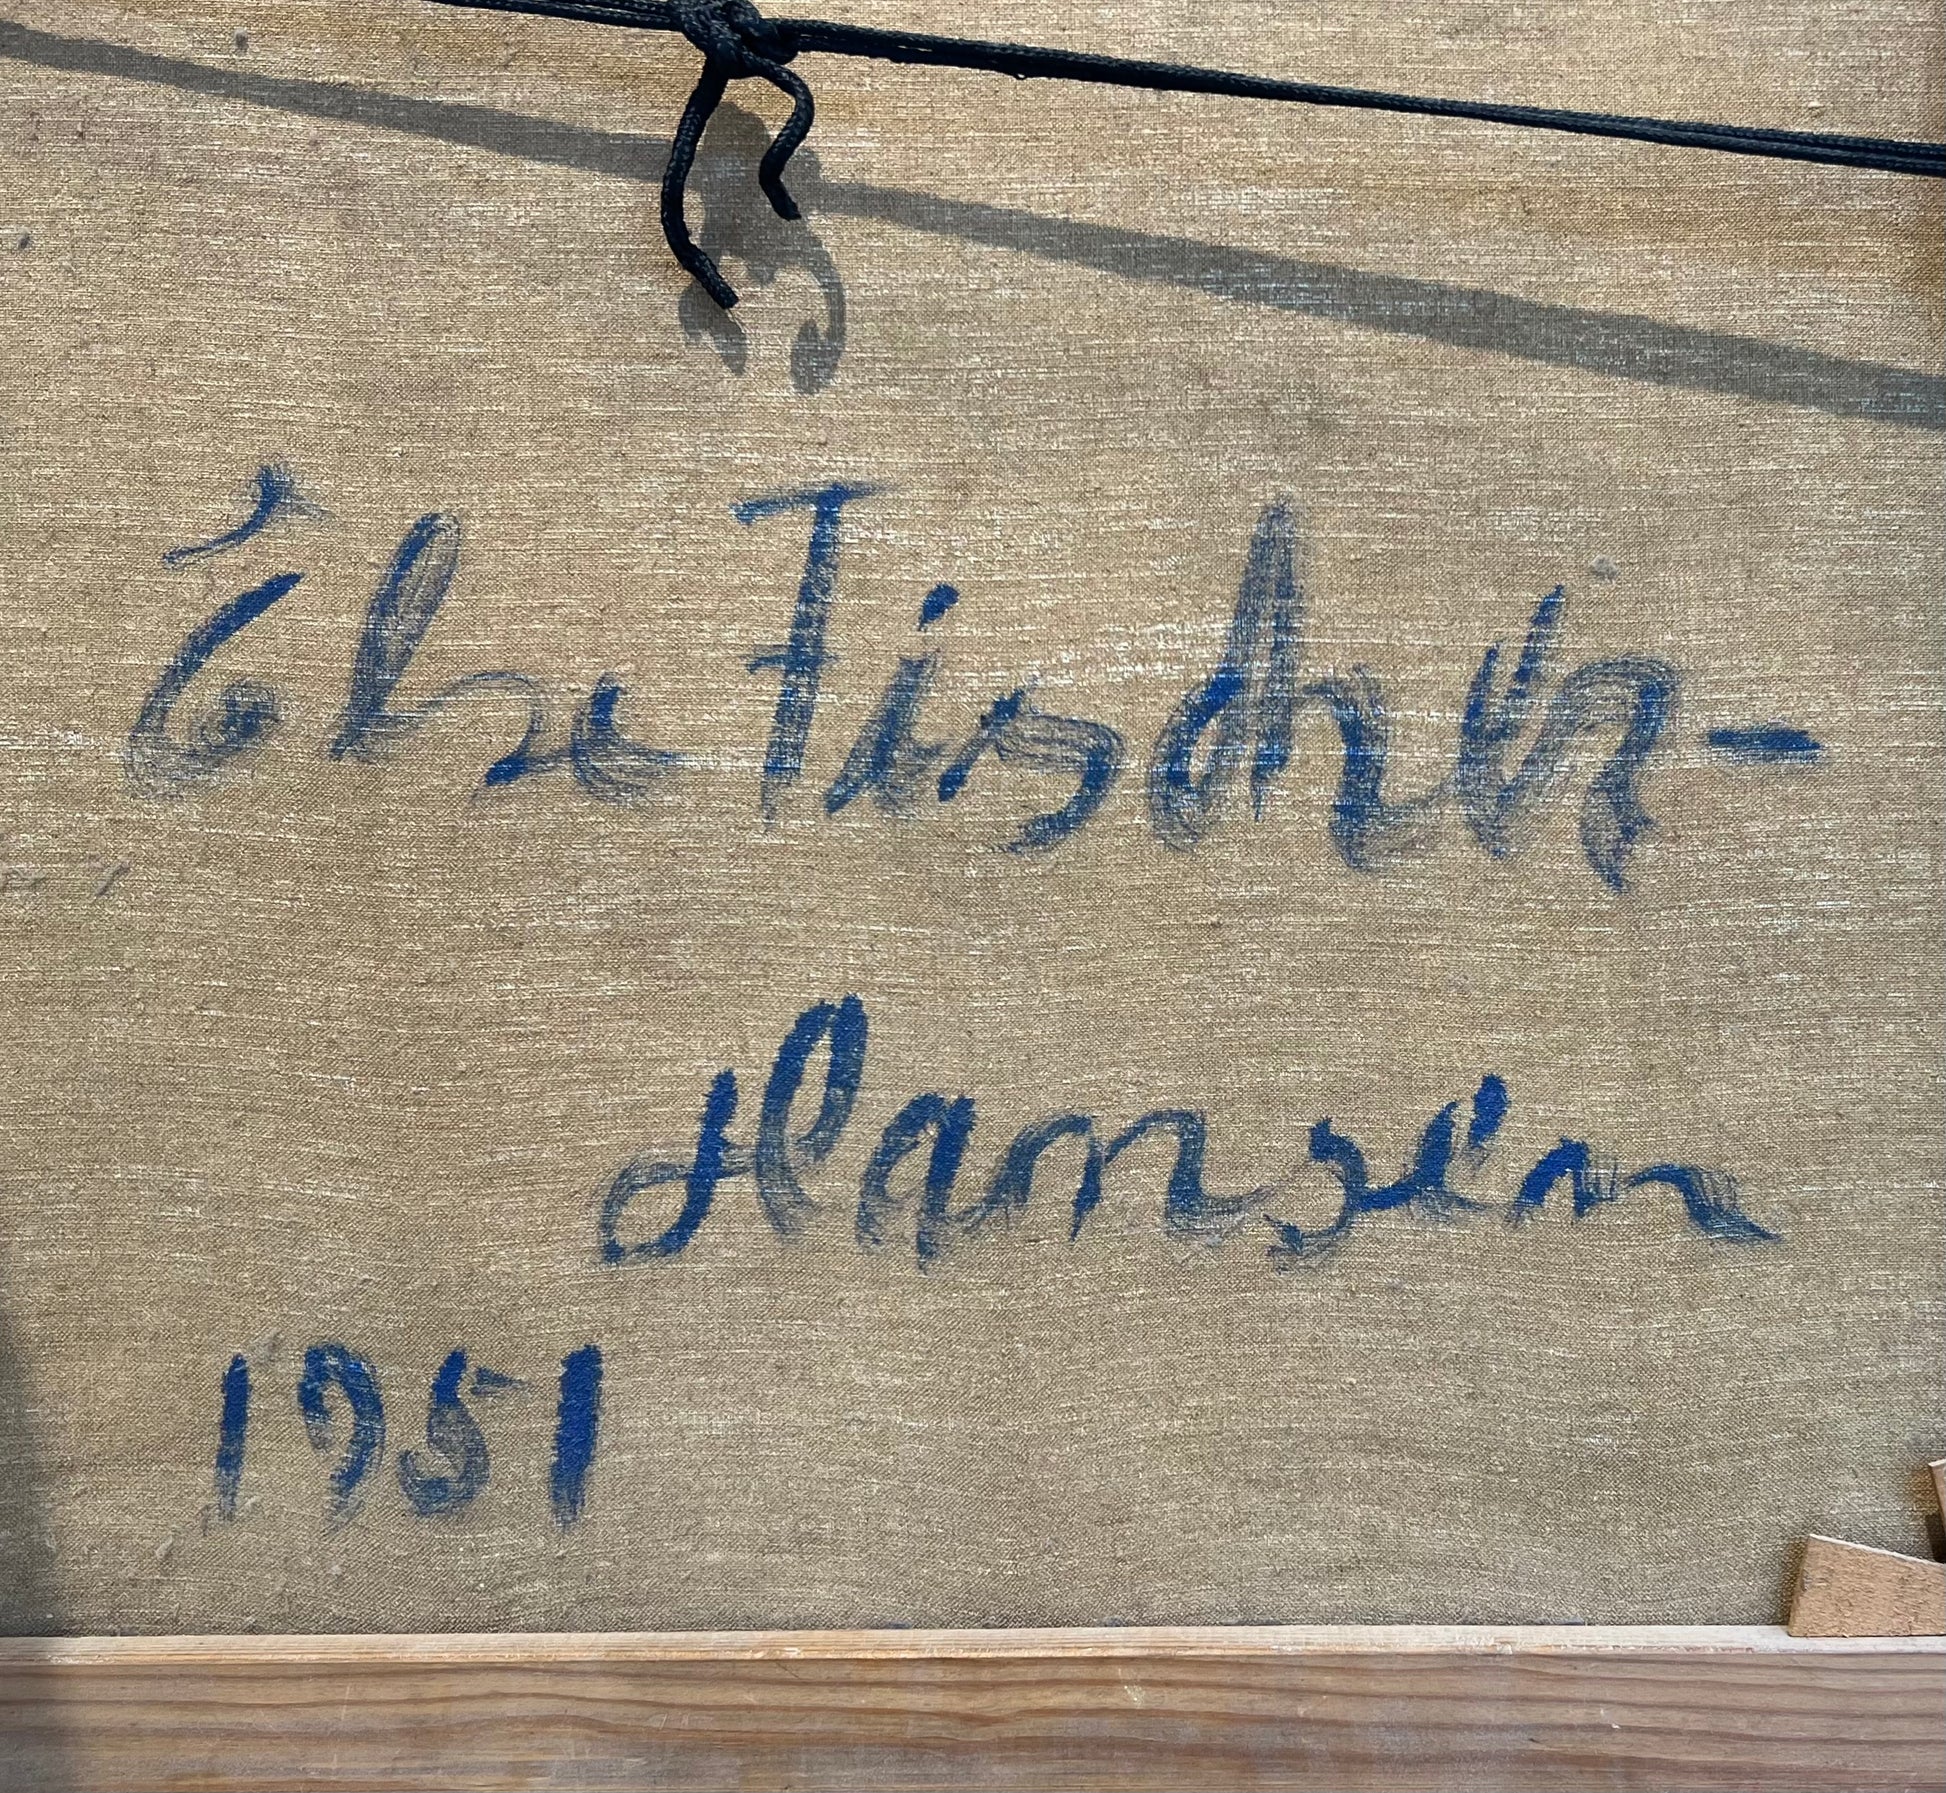 Else Fischer-
Hansen
1951